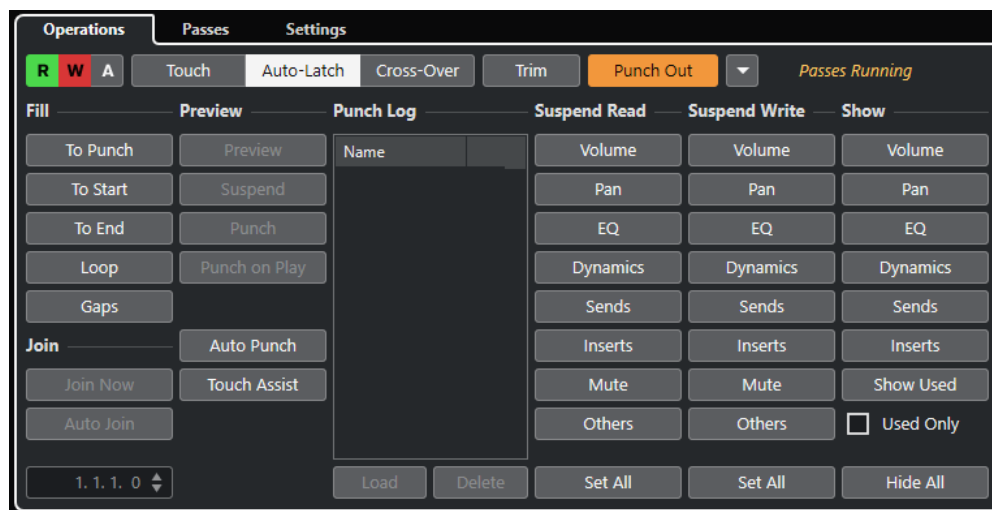 Operations Passes Settings
R W A Touch Auto-Latch Cross-Over Trim Punch Out Passes Running
Fill Preview Punch Log Suspend Read Suspend Write Show
To Punch Preview Name Volume Volume Volume
To Start Suspend Pan Pan Pan
To End Punch EQ EQ EQ
Loop Punch on Play Dynamics Dynamics Dynamics
Gaps Sends Sends Sends
Join Auto Punch Inserts Inserts Inserts
Join Now Touch Assist Mute Mute Show Used
Auto Join Others Others Used Only
1. 1. 1. 0 Load Delete Set All Set All Hide All